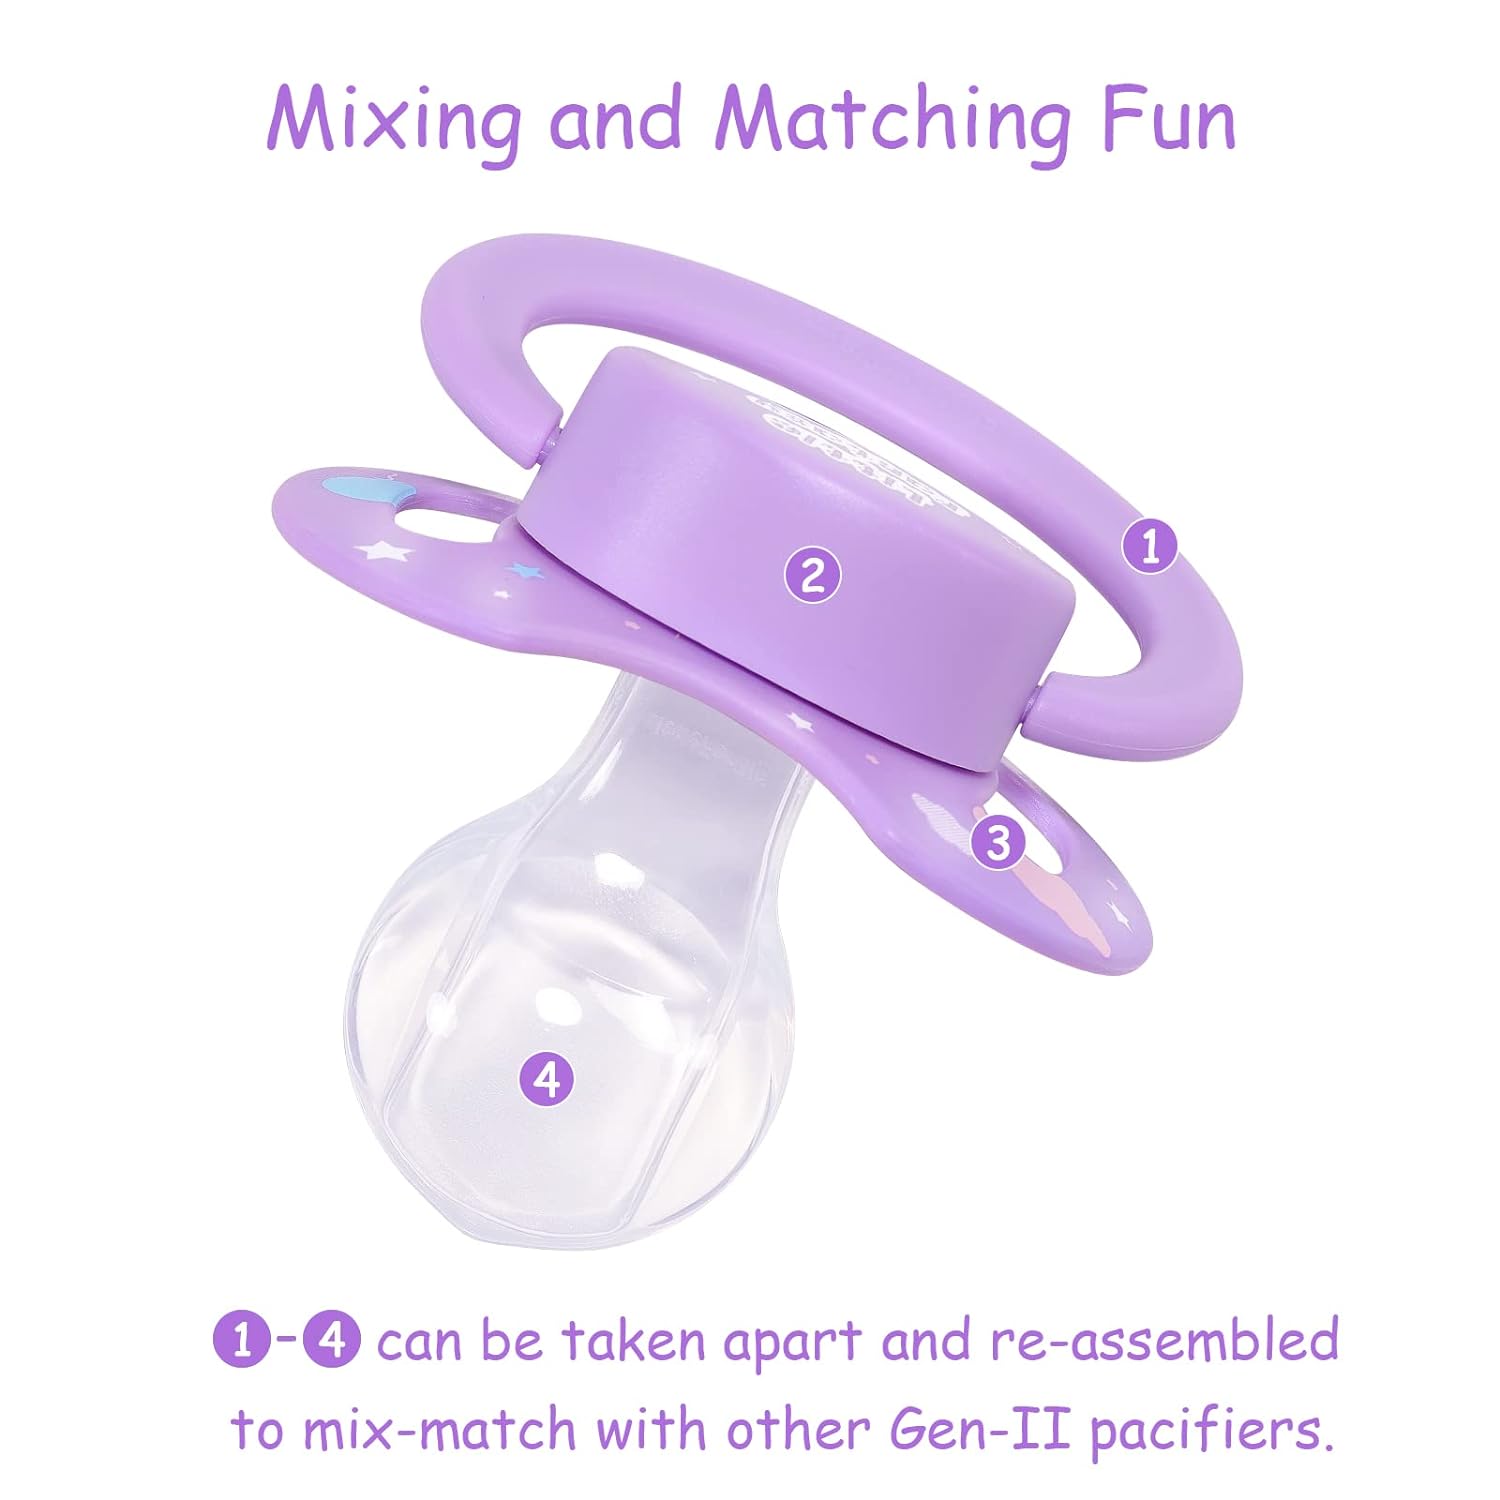 Mixing and Matching Fun
1
2
3
4
1-4 can be taken apart and re-assembled
to mix-match with other Gen-II pacifiers.